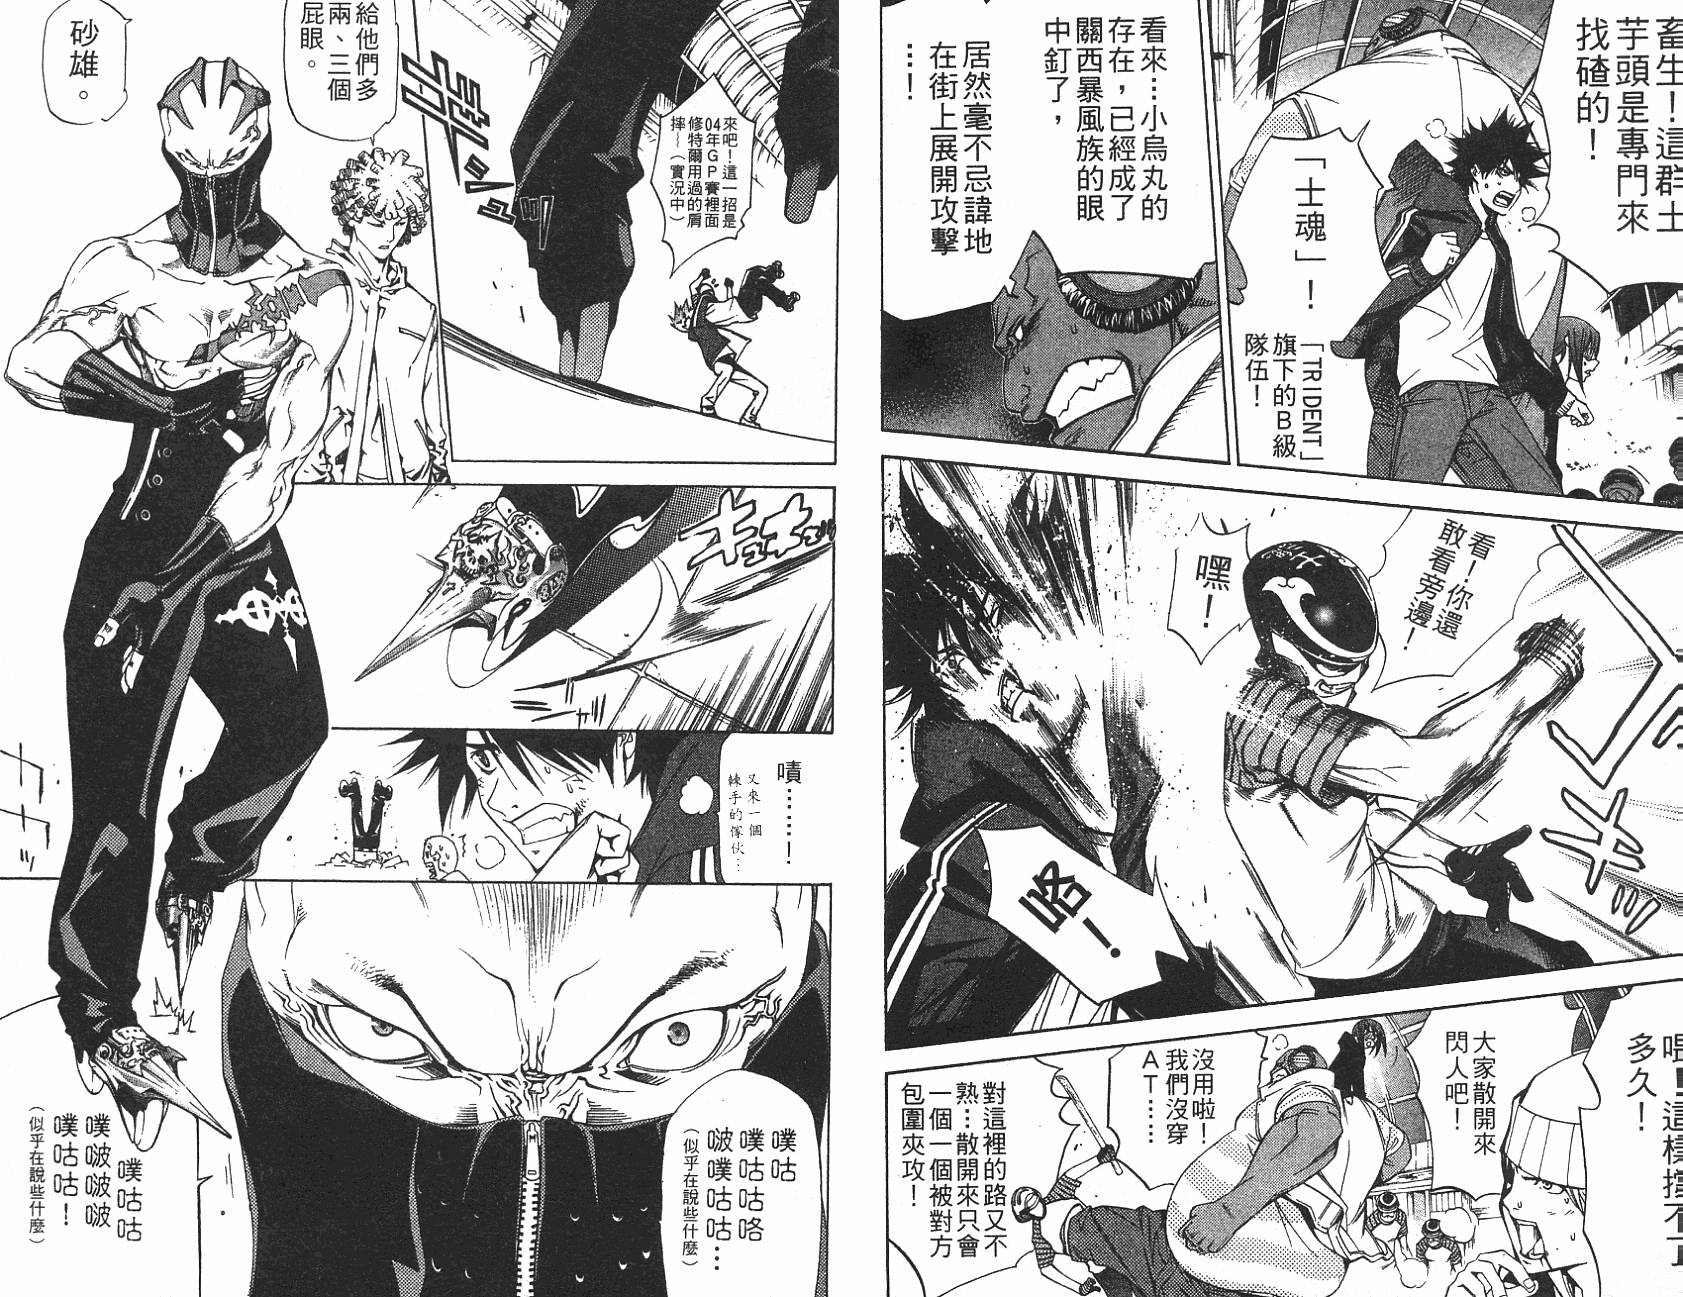 畜生！這群土
芋頭是專門來
找碴的！
「士魂」！
「TRIDENT」
旗下的B級
隊伍！
看來…小烏丸的
存在，已經成了
關西暴風族的眼
中釘了，
居然毫不忌諱地
在街上展開攻擊
…！
看！你還
敢看旁邊！
嘿！
咯！
多久！
大家散開來
閃人吧！
沒用啦！
我們沒穿
AT……
對這裡的路又不
熟…散開來只會
一個一個被對方
包圍夾攻！
來吧！這一招是
04年GP賽裡面
修特爾用過的肩
摔～（實況中）
給他們多
兩、三個
屁眼。
砂雄。
キュキュッ
嘖……！
又來一個
棘手的傢伙…
噗咕
噗咕咕咯
啵噗咕咕…
（似乎在說些什麼）
噗咕咕
噗啵啵啵
噗咕咕！
（似乎在說些什麼）